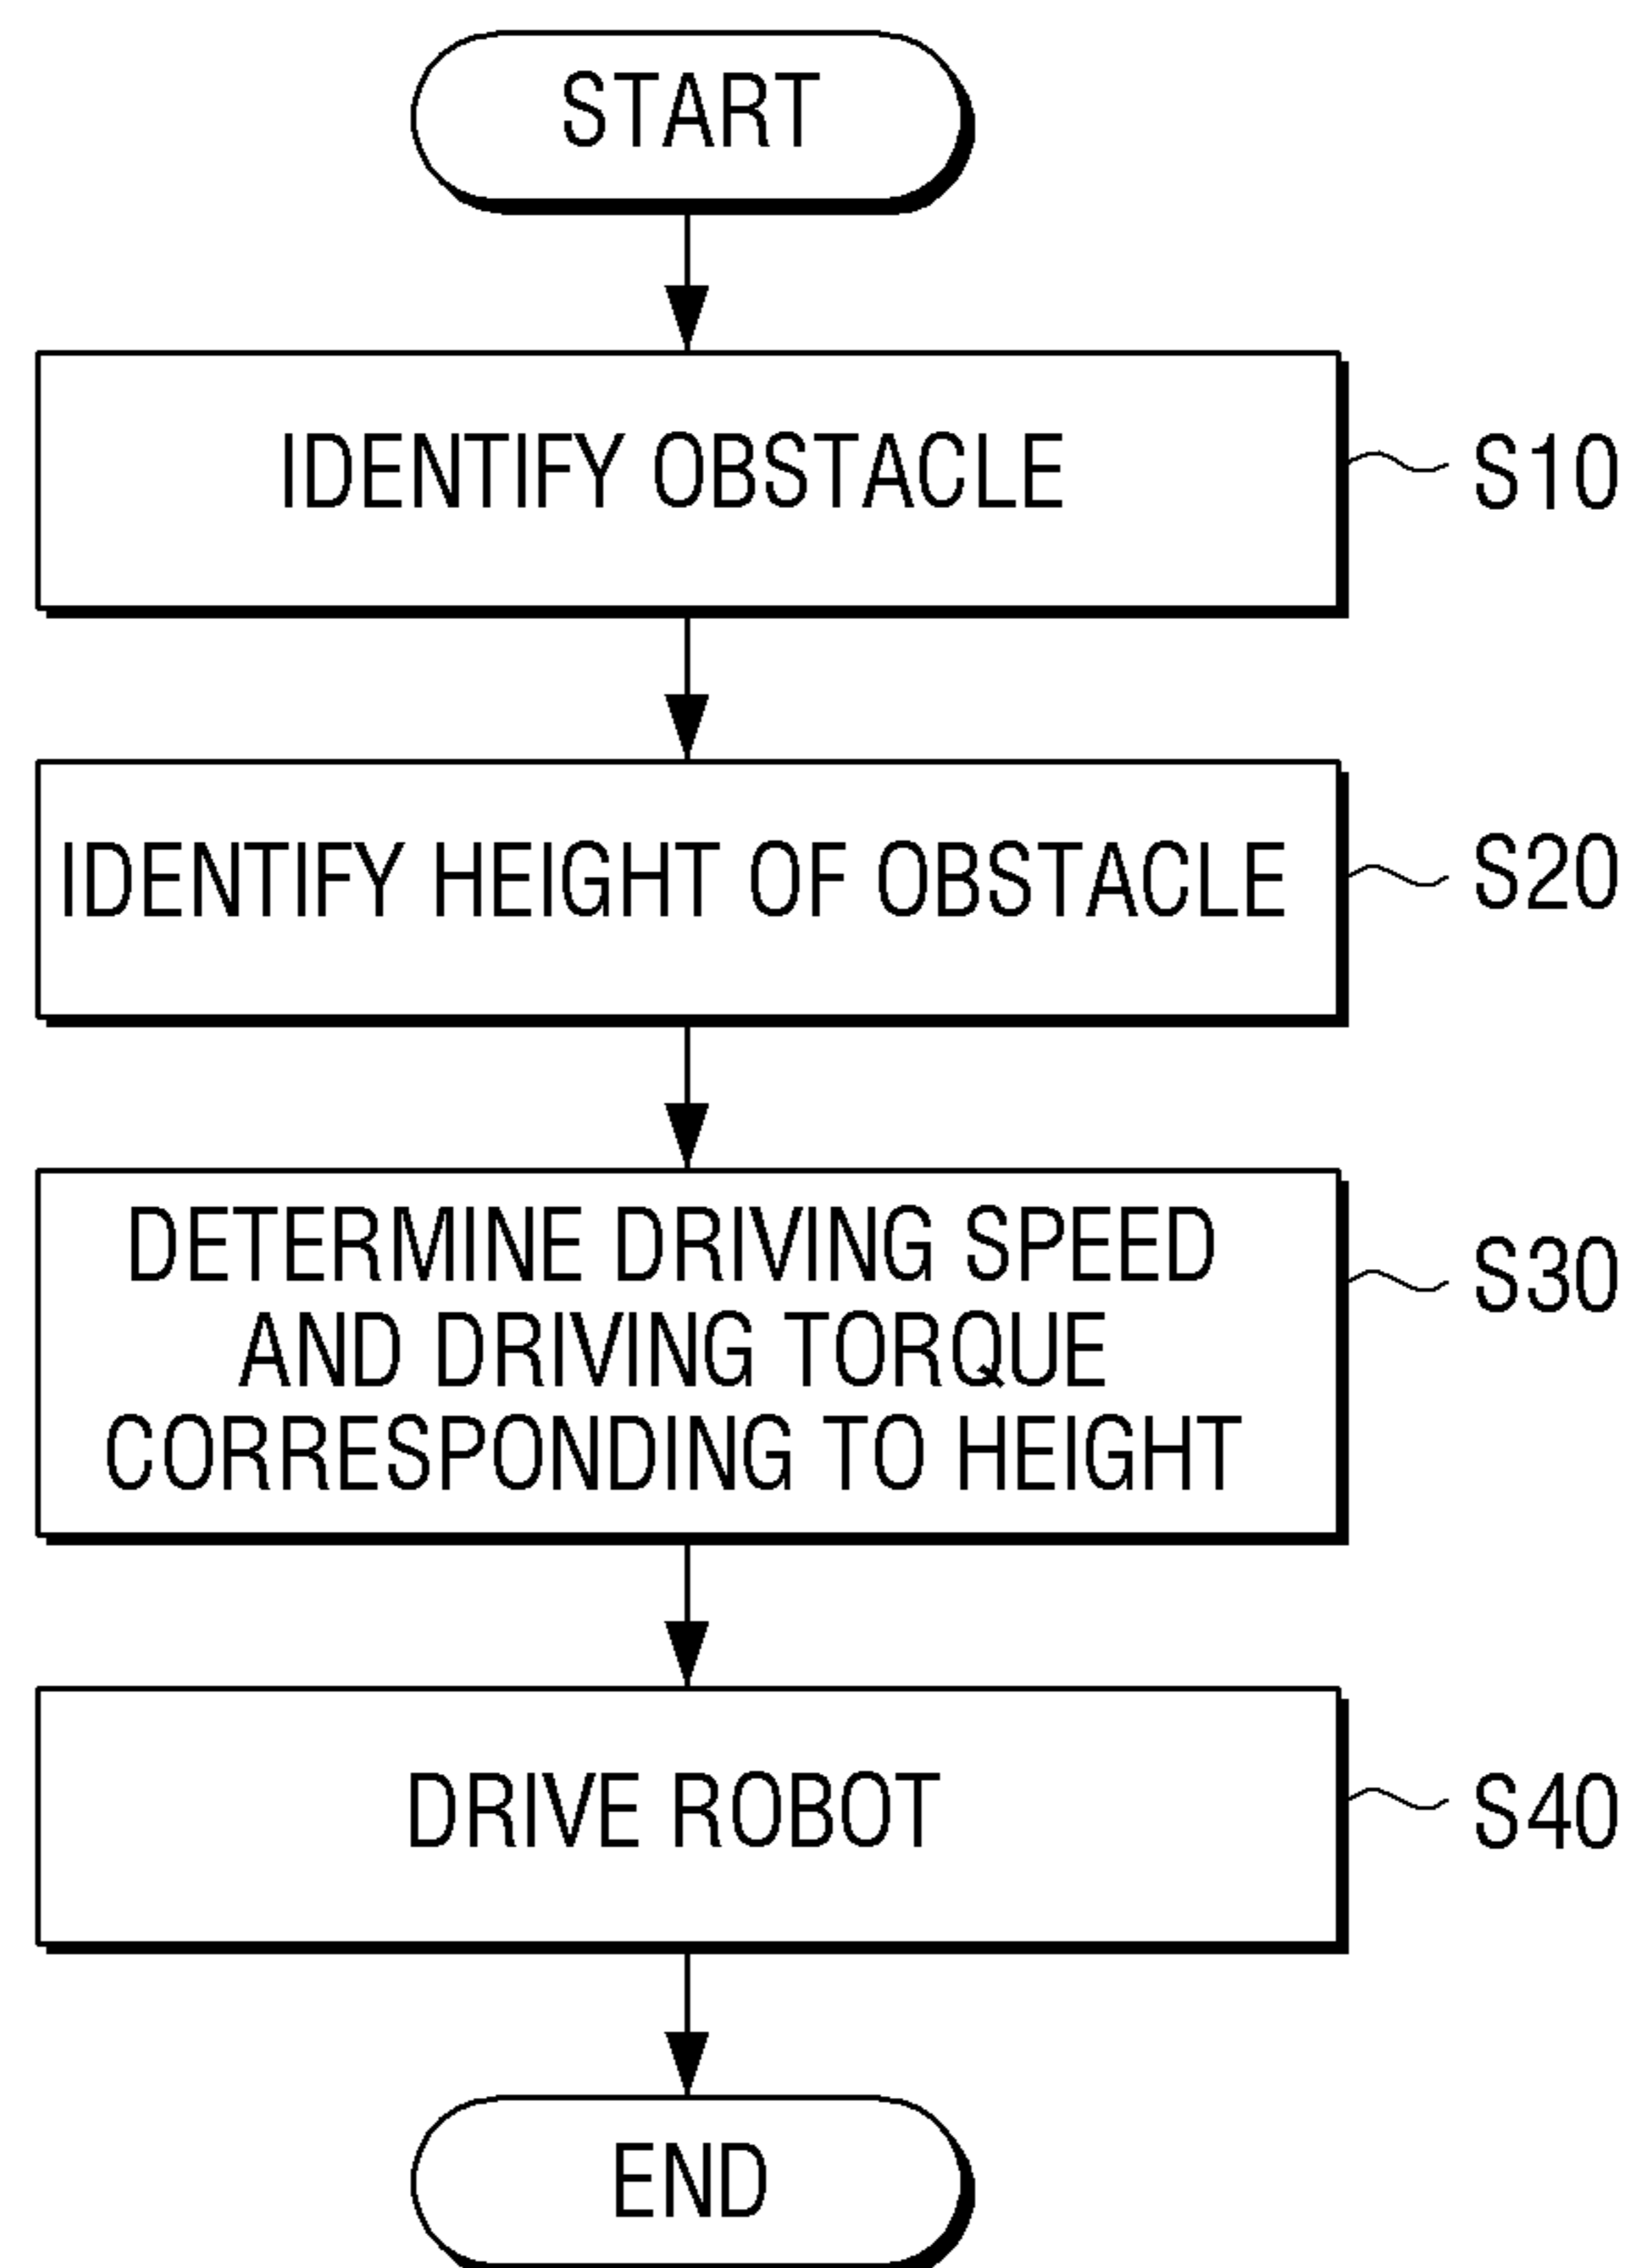 START
IDENTIFY OBSTACLE
S10
IDENTIFY HEIGHT OF OBSTACLE
S20
DETERMINE DRIVING SPEED
AND DRIVING TORQUE
CORRESPONDING TO HEIGHT
S30
DRIVE ROBOT
S40
END